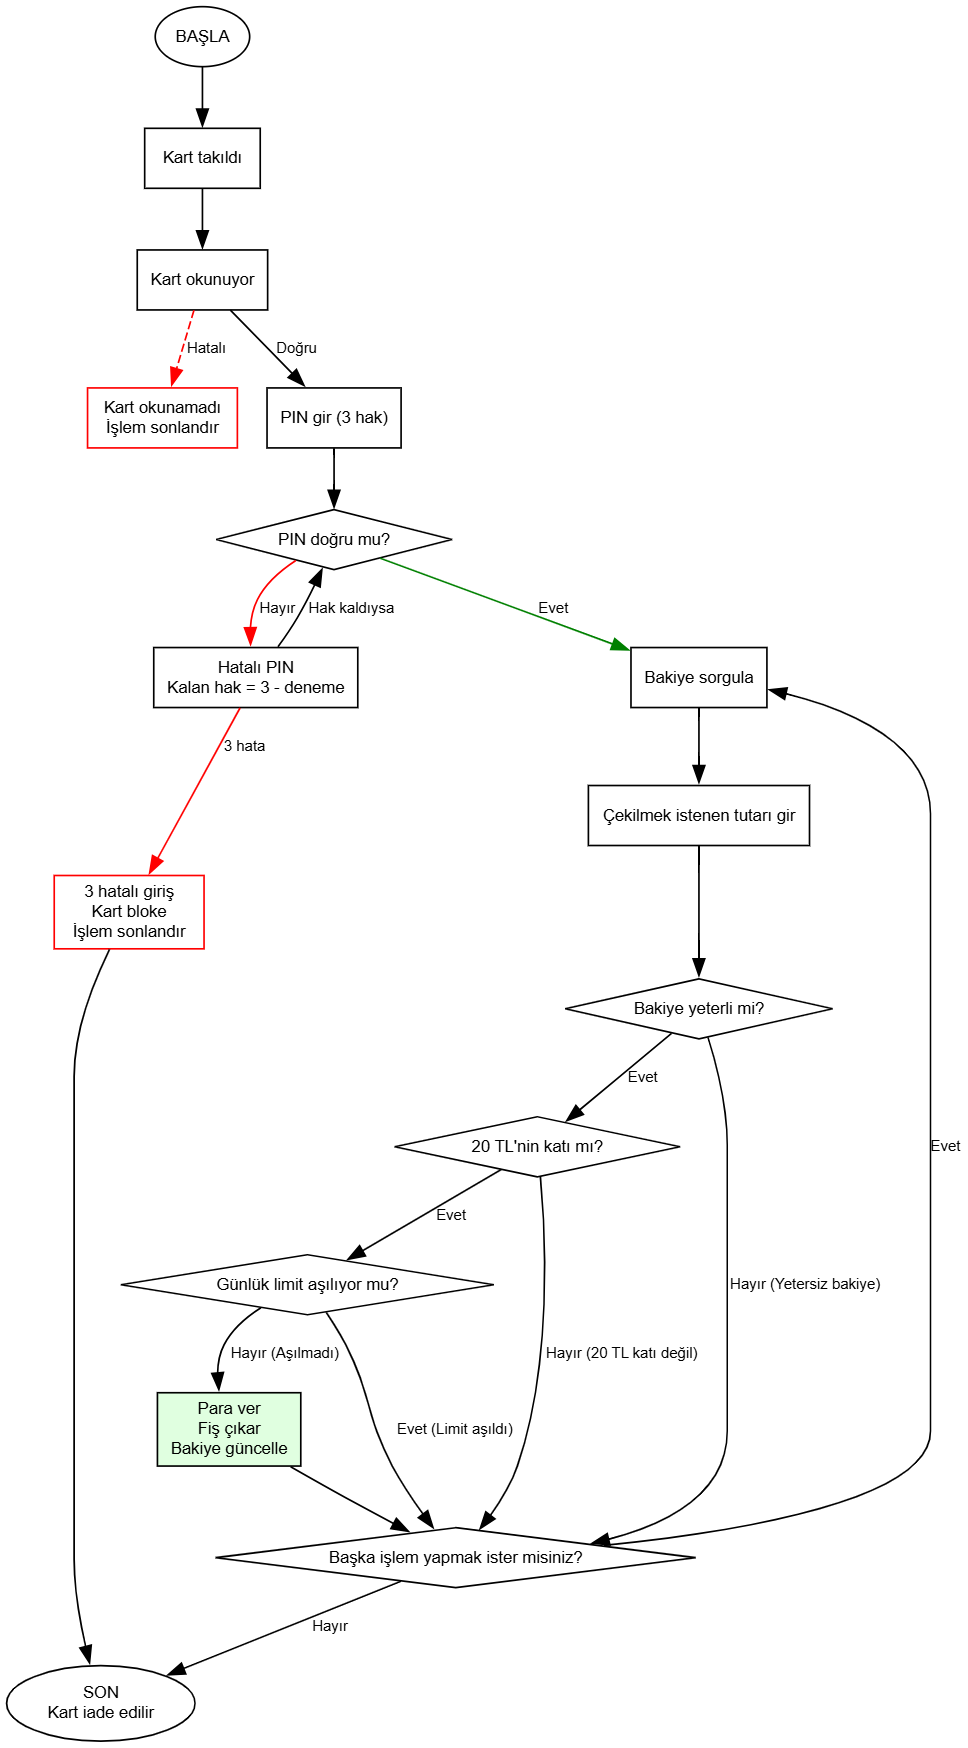 BAŞLA
Kart takıldı
Kart okunuyor
Hatalı
Doğru
Kart okunamadı
İşlem sonlandır
PIN gir (3 hak)
PIN doğru mu?
Hayır
Hak kaldıysa
Evet
Hatalı PIN
Kalan hak = 3 - deneme
Bakiye sorgula
3 hata
Çekilmek istenen tutarı gir
3 hatalı giriş
Kart bloke
İşlem sonlandır
Bakiye yeterli mi?
Evet
20 TL'nin katı mı?
Evet
Evet
Günlük limit aşılıyor mu?
Hayır (Yetersiz bakiye)
Hayır (Aşılmadı)
Hayır (20 TL katı değil)
Para ver
Fiş çıkar
Bakiye güncelle
Evet (Limit aşıldı)
Başka işlem yapmak ister misiniz?
Hayır
SON
Kart iade edilir